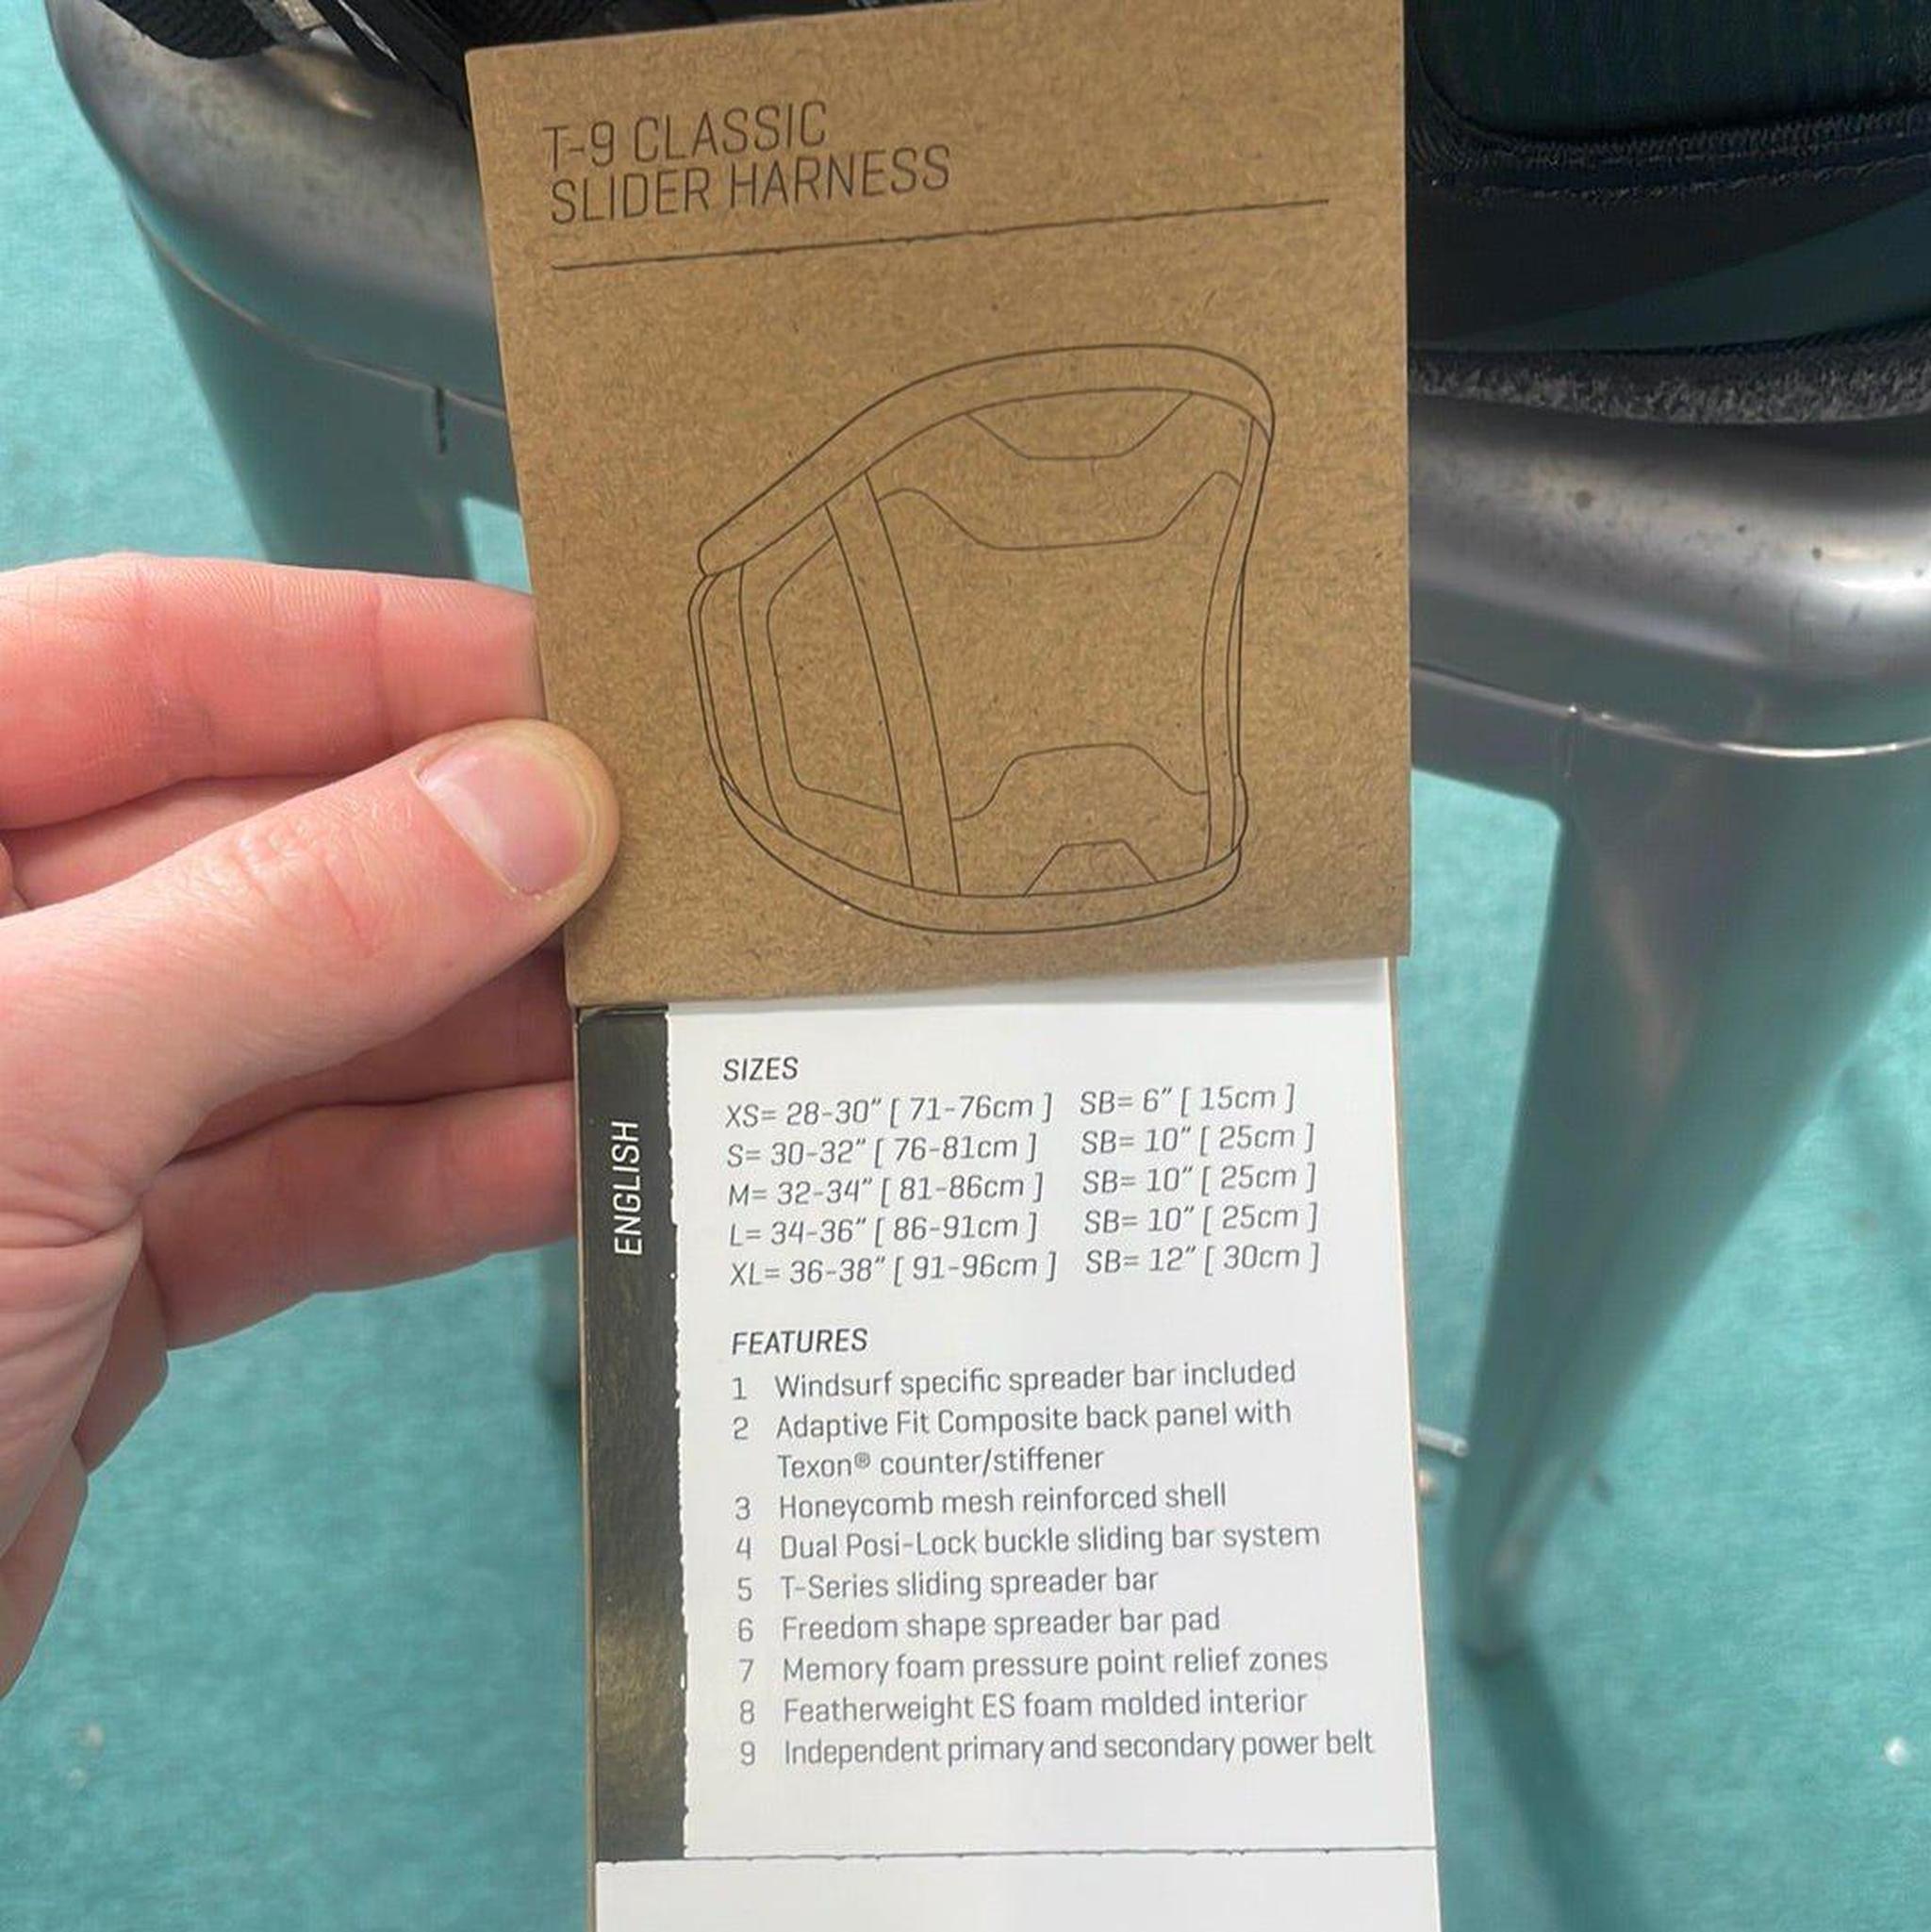 T-9 CLASSIC
SLIDER HARNESS
ENGLISH
SIZES
XS= 28-30" [ 71-76cm ] SB= 6" [ 15cm ]
S= 30-32" [ 76-81cm ] SB= 10" [ 25cm ]
M= 32-34" [ 81-86cm ] SB= 10" [ 25cm ]
L= 34-36" [ 86-91cm ] SB= 10" [ 25cm ]
XL= 36-38" [ 91-96cm ] SB= 12" [ 30cm ]
FEATURES
1 Windsurf specific spreader bar included
2 Adaptive Fit Composite back panel with
Texon® counter/stiffener
3 Honeycomb mesh reinforced shell
4 Dual Posi-Lock buckle sliding bar system
5 T-Series sliding spreader bar
6 Freedom shape spreader bar pad
7 Memory foam pressure point relief zones
8 Featherweight ES foam molded interior
9 Independent primary and secondary power belt